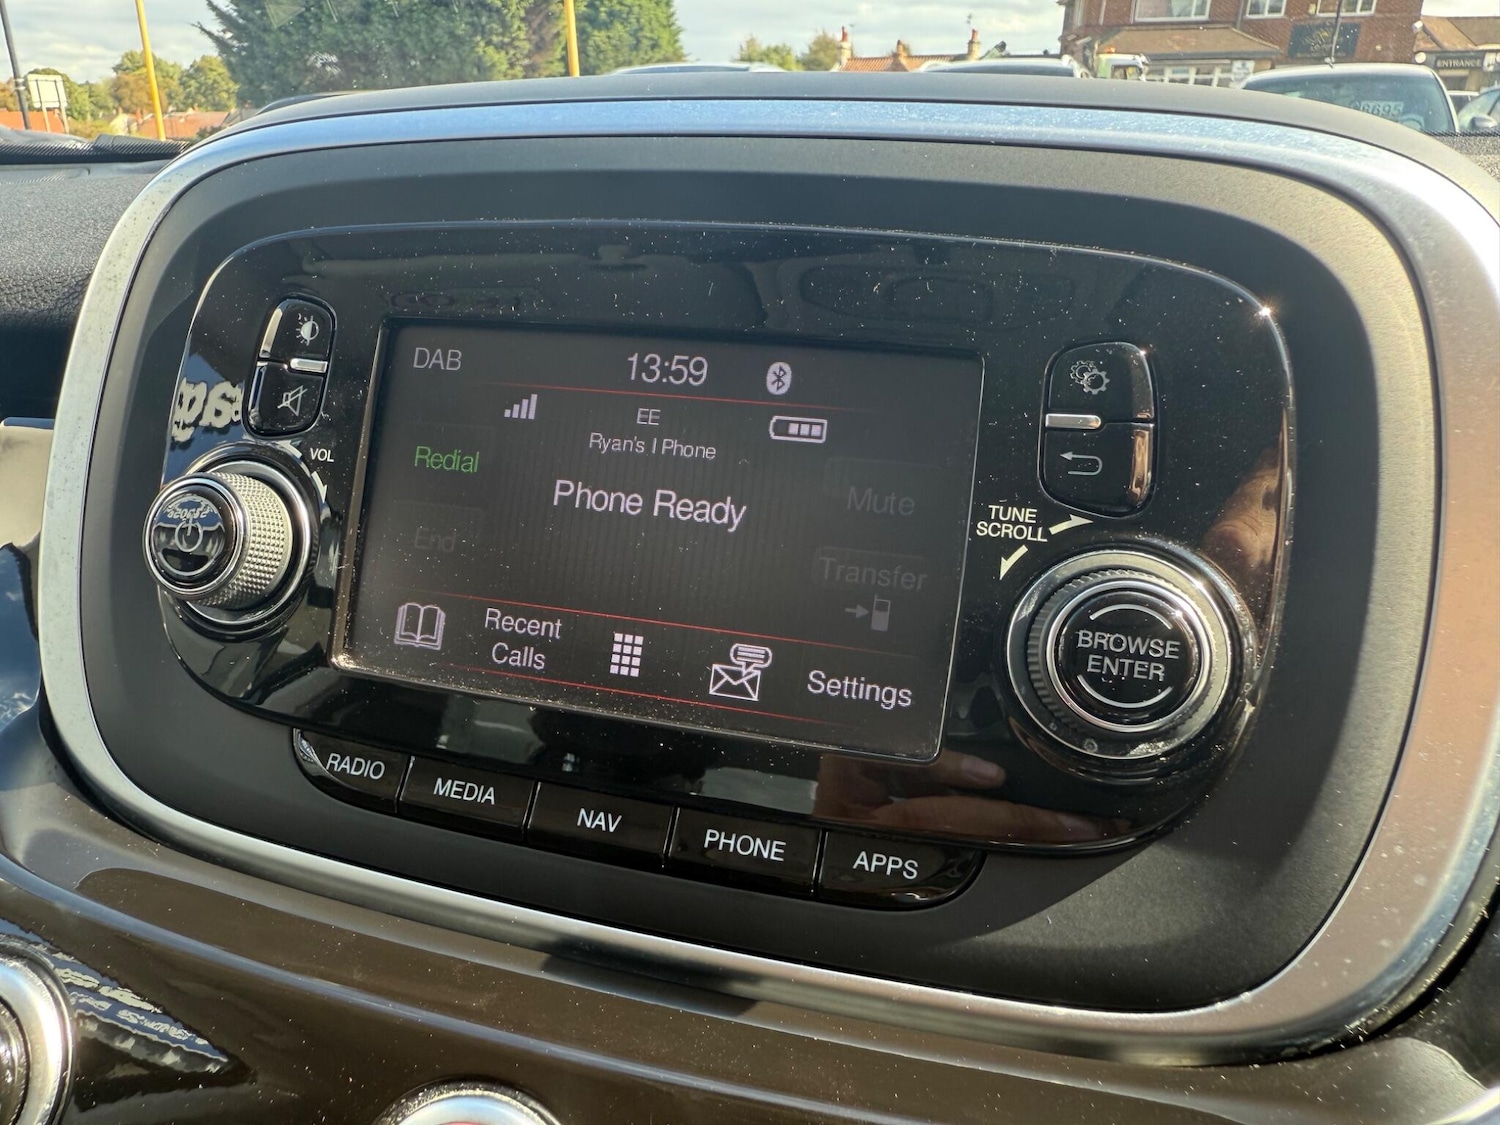 ENTRANCE
£6695
DAB
13:59
EE
Ryan's I Phone
Redial
Phone Ready
Mute
End
Transfer
Recent
Calls
Settings
VOL
TUNE
SCROLL
BROWSE
ENTER
RADIO
MEDIA
NAV
PHONE
APPS